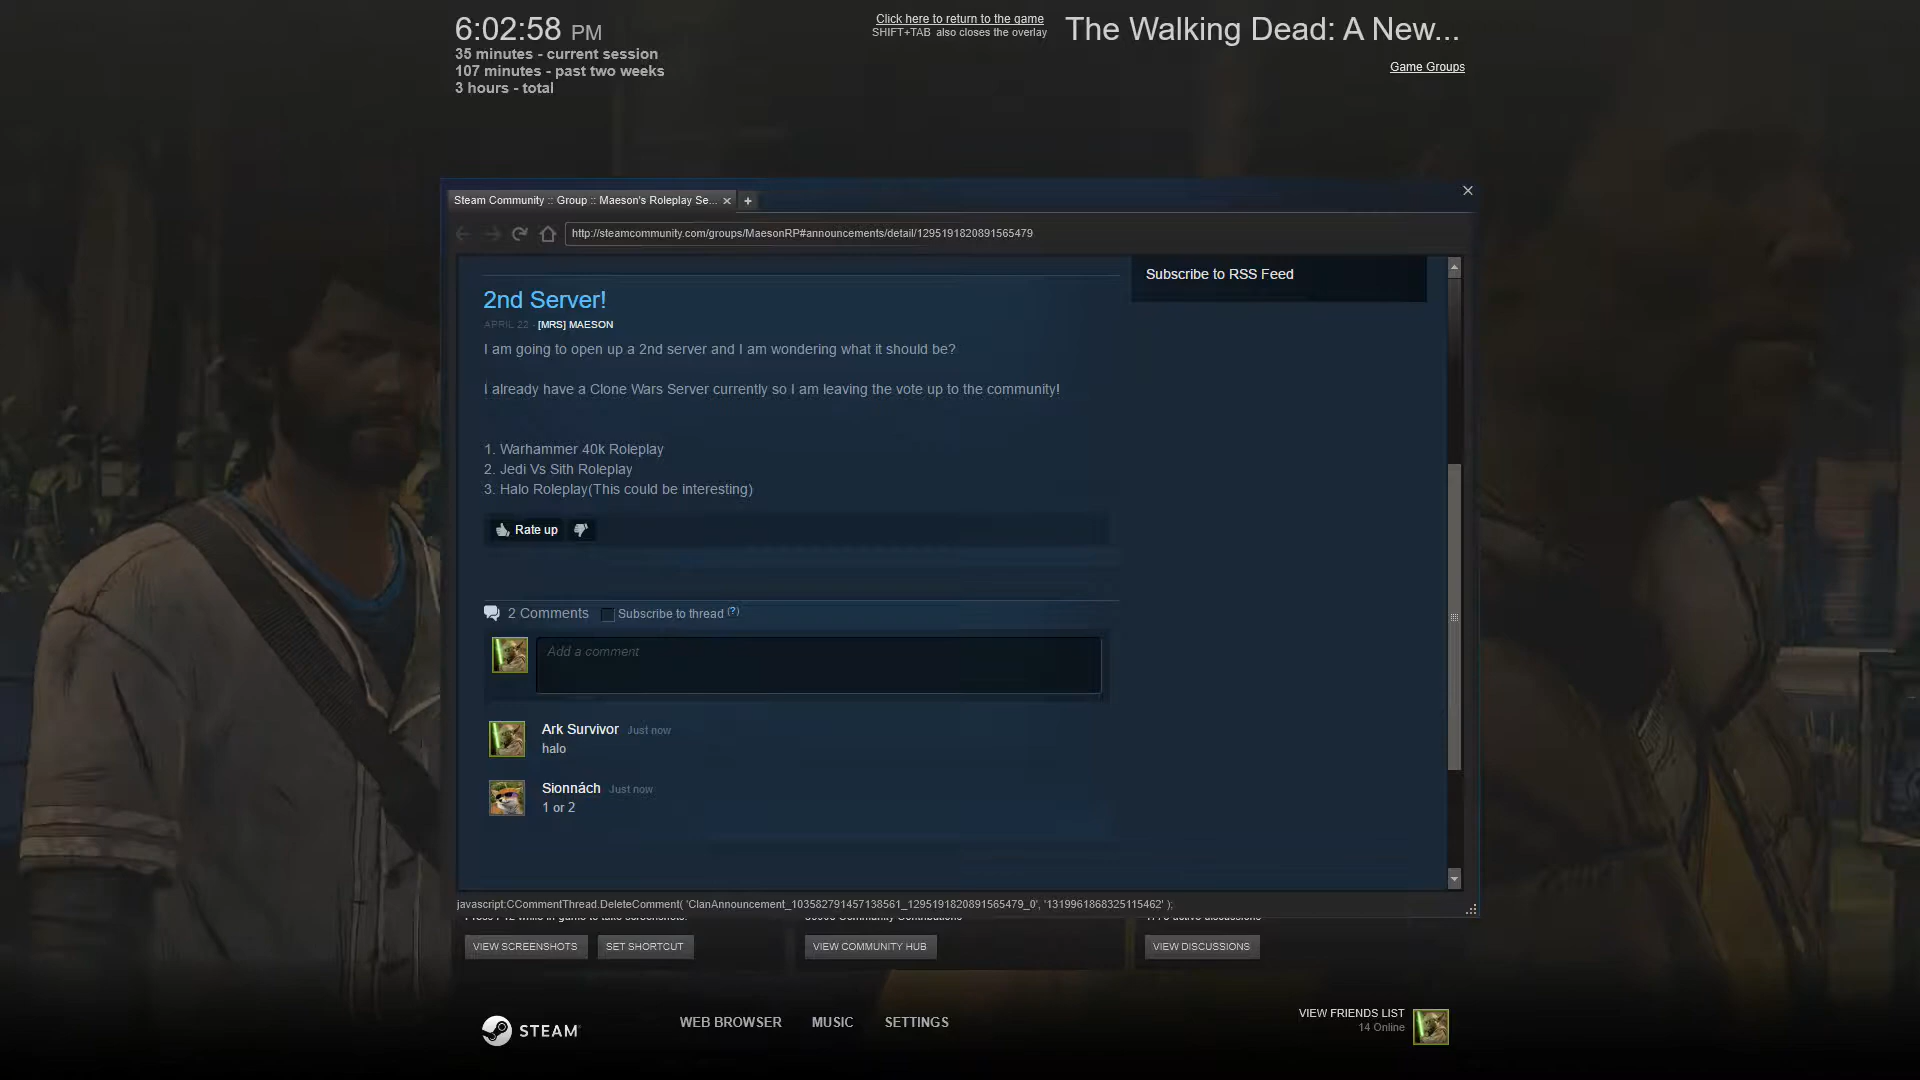 6:02:58 PM
35 minutes - current session
107 minutes - past two weeks
3 hours - total
Click here to return to the game
SHIFT+TAB also closes the overlay
The Walking Dead: A New...
Game Groups
Steam Community :: Group :: Maeson's Roleplay Se...
http://steamcommunity.com/groups/MaesonRP#announcements/detail/1295191820891565479
Subscribe to RSS Feed
2nd Server!
APRIL 22 - [MRS] MAESON
I am going to open up a 2nd server and I am wondering what it should be?
I already have a Clone Wars Server currently so I am leaving the vote up to the community!
1. Warhammer 40k Roleplay
2. Jedi Vs Sith Roleplay
3. Halo Roleplay(This could be interesting)
Rate up
2 Comments Subscribe to thread (?)
Add a comment
Ark Survivor Just now
halo
Sionnách Just now
1 or 2
javascript:CCommentThread.DeleteComment( 'ClanAnnouncement_103582791457138561_1295191820891565479_0', '1319961868325115462' );
VIEW SCREENSHOTS
SET SHORTCUT
VIEW COMMUNITY HUB
VIEW DISCUSSIONS
STEAM
WEB BROWSER
MUSIC
SETTINGS
VIEW FRIENDS LIST
14 Online